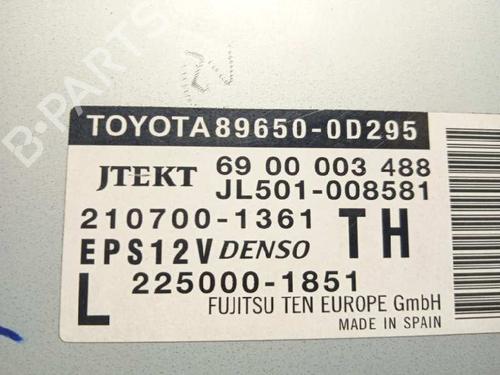 B-PARTS
TOYOTA 89650-0D295
JTEKT 69 00 003 488
JL501-008581
210700-1361 TH
EPS12V DENSO
L 225000-1851
FUJITSU TEN EUROPE GmbH
MADE IN SPAIN